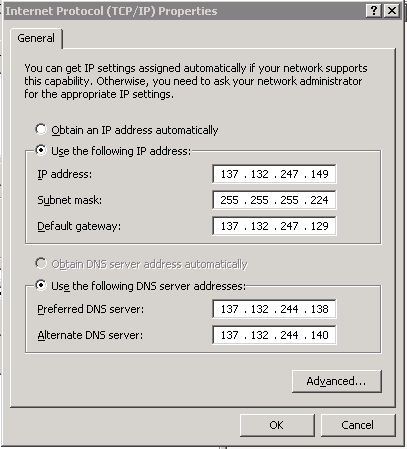 Internet Protocol (TCP/IP) Properties
General
You can get IP settings assigned automatically if your network supports
this capability. Otherwise, you need to ask your network administrator
for the appropriate IP settings.
Obtain an IP address automatically
Use the following IP address:
IP address: 137 . 132 . 247 . 149
Subnet mask: 255 . 255 . 255 . 224
Default gateway: 137 . 132 . 247 . 129
Obtain DNS server address automatically
Use the following DNS server addresses:
Preferred DNS server: 137 . 132 . 244 . 138
Alternate DNS server: 137 . 132 . 244 . 140
Advanced...
OK Cancel